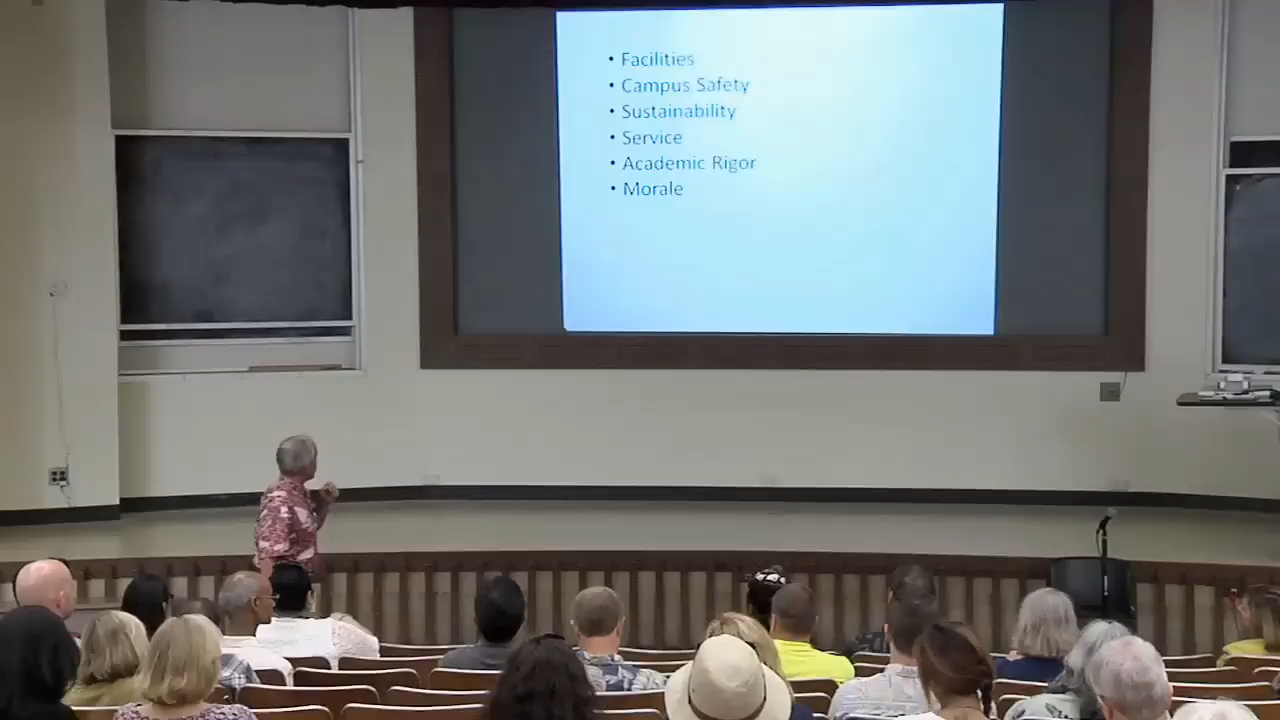 • Facilities
• Campus Safety
• Sustainability
• Service
• Academic Rigor
• Morale